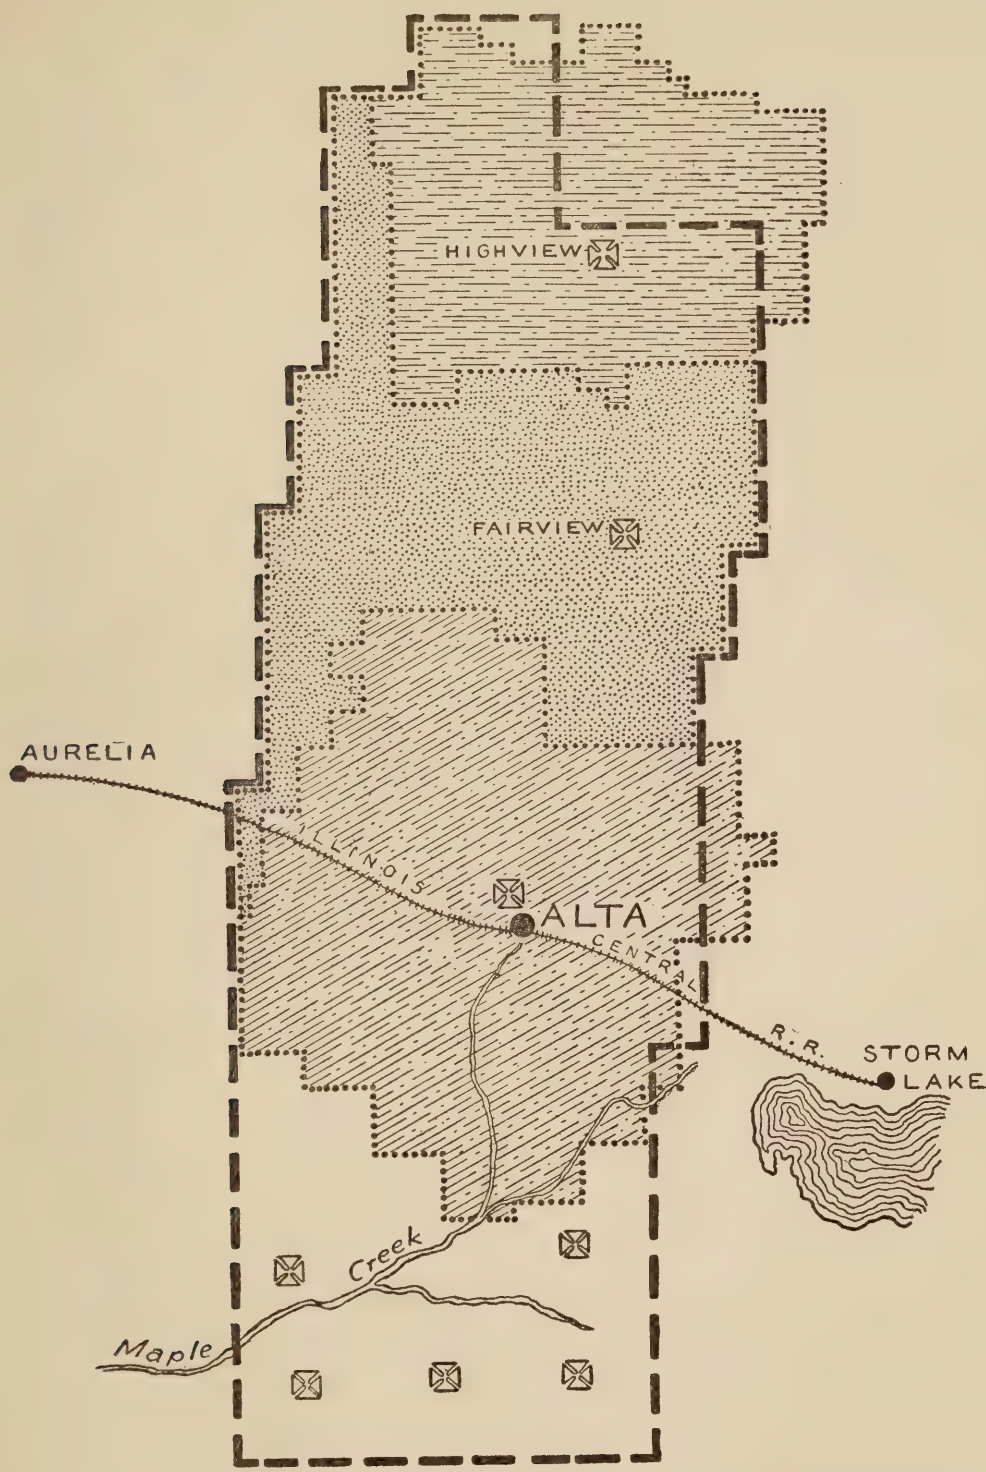 HIGHVIEW
FAIRVIEW
AURELIA
ILLINOIS
ALTA
CENTRAL
R.R.
STORM
LAKE
Creek
Maple